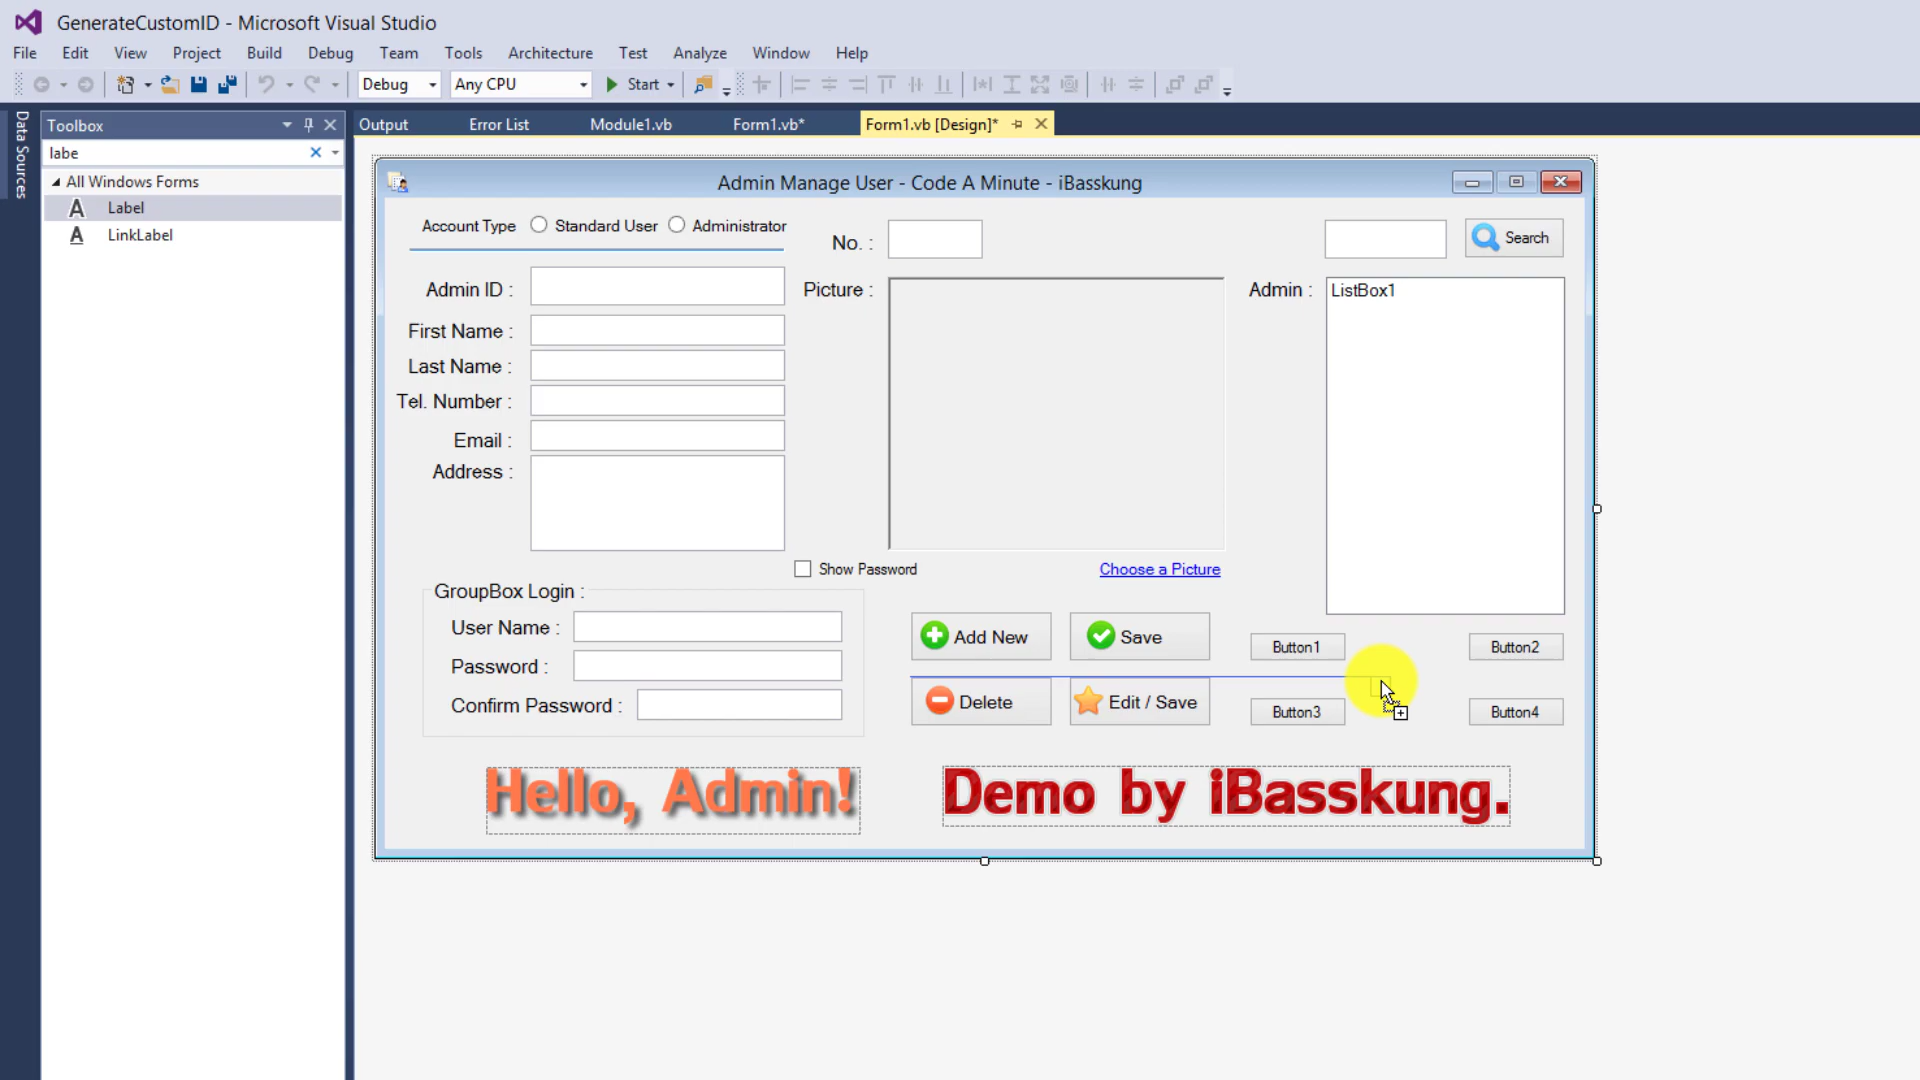 GenerateCustomID - Microsoft Visual Studio
File Edit View Project Build Debug Team Tools Architecture Test Analyze Window Help
Debug Any CPU Start
Data Sources
Toolbox
labe
All Windows Forms
A Label
A LinkLabel
Output Error List Module1.vb Form1.vb* Form1.vb [Design]*
Admin Manage User - Code A Minute - iBasskung
Account Type Standard User Administrator
No. :
Search
Admin ID :
Picture :
Admin :
ListBox1
First Name :
Last Name :
Tel. Number :
Email :
Address :
Show Password
Choose a Picture
GroupBox Login :
User Name :
Password :
Confirm Password :
Add New Save
Button1 Button2
Delete Edit / Save
Button3 Button4
Hello, Admin!
Demo by iBasskung.